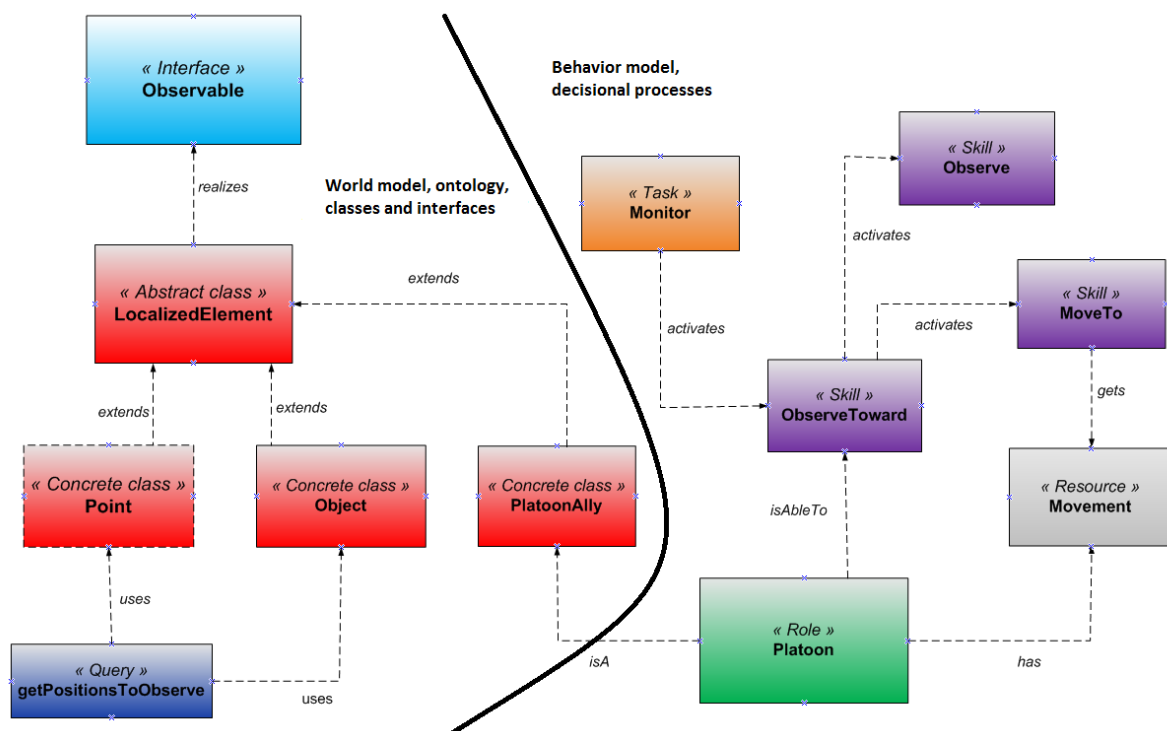 « Interface »
Observable
realizes
World model, ontology,
classes and interfaces
« Abstract class »
LocalizedElement
extends
extends
extends
« Concrete class »
Point
« Concrete class »
Object
« Concrete class »
PlatoonAlly
uses
« Query »
getPositionsToObserve
uses
Behavior model,
decisional processes
« Skill »
Observe
« Task »
Monitor
activates
« Skill »
MoveTo
activates
activates
« Skill »
ObserveToward
gets
isAbleTo
« Resource »
Movement
« Role »
Platoon
isA
has